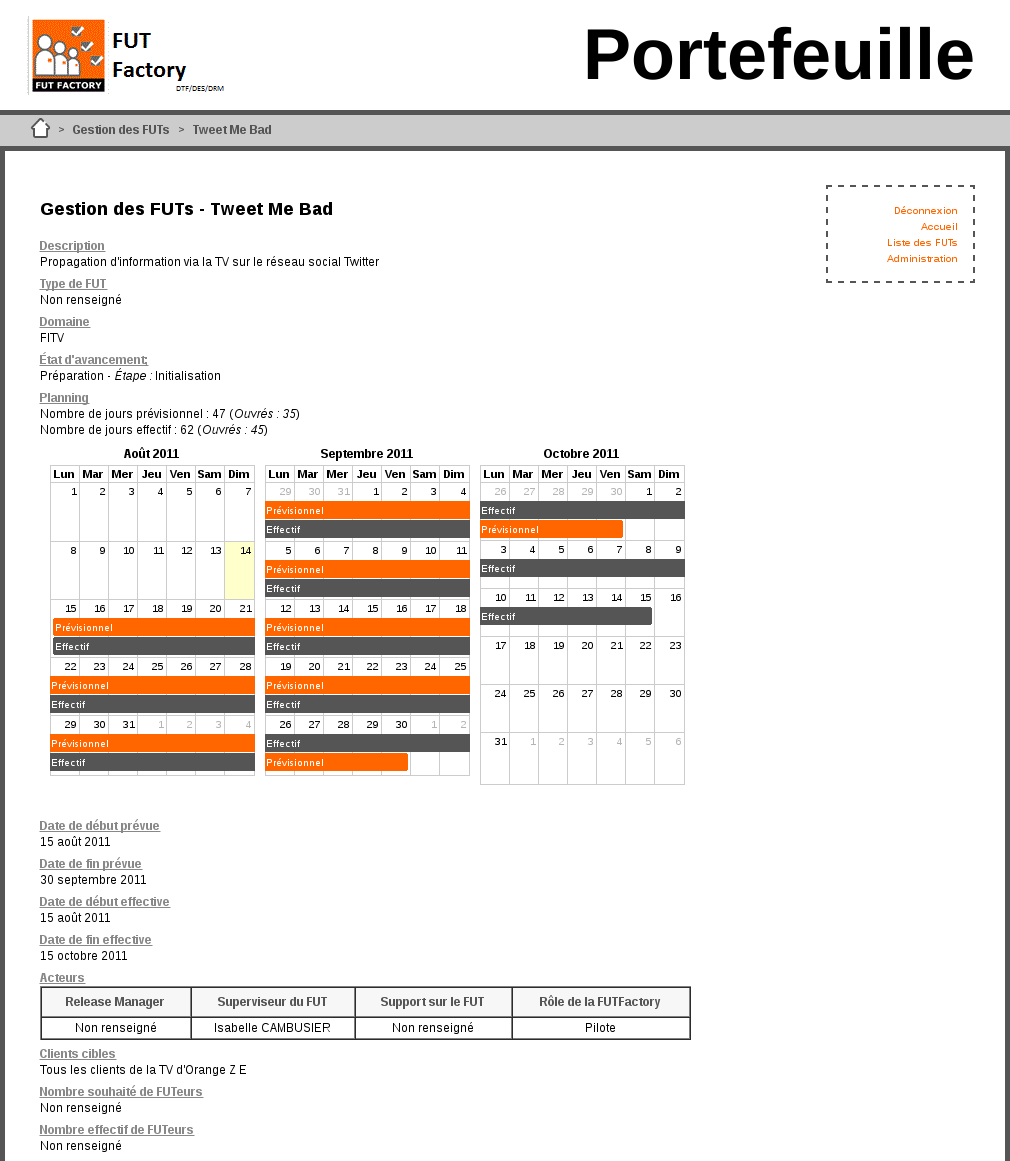 FUT
Factory
FUT FACTORY
DTF/DES/DRM
Portefeuille
> Gestion des FUTs > Tweet Me Bad
Déconnexion
Accueil
Liste des FUTs
Administration
Gestion des FUTs - Tweet Me Bad
Description
Propagation d'information via la TV sur le réseau social Twitter
Type de FUT
Non renseigné
Domaine
FITV
État d'avancement:
Préparation - Étape : Initialisation
Planning
Nombre de jours prévisionnel : 47 (Ouvrés : 35)
Nombre de jours effectif : 62 (Ouvrés : 45)
Août 2011
Lun Mar Mer Jeu Ven Sam Dim
1 2 3 4 5 6 7
8 9 10 11 12 13 14
15 16 17 18 19 20 21
Prévisionnel
Effectif
22 23 24 25 26 27 28
Prévisionnel
Effectif
29 30 31 1 2 3 4
Prévisionnel
Effectif
Septembre 2011
Lun Mar Mer Jeu Ven Sam Dim
29 30 31 1 2 3 4
Prévisionnel
Effectif
5 6 7 8 9 10 11
Prévisionnel
Effectif
12 13 14 15 16 17 18
Prévisionnel
Effectif
19 20 21 22 23 24 25
Prévisionnel
Effectif
26 27 28 29 30 1 2
Effectif
Prévisionnel
Octobre 2011
Lun Mar Mer Jeu Ven Sam Dim
26 27 28 29 30 1 2
Effectif
Prévisionnel
3 4 5 6 7 8 9
Effectif
10 11 12 13 14 15 16
Effectif
17 18 19 20 21 22 23
24 25 26 27 28 29 30
31 1 2 3 4 5 6
Date de début prévue
15 août 2011
Date de fin prévue
30 septembre 2011
Date de début effective
15 août 2011
Date de fin effective
15 octobre 2011
Acteurs
Release Manager Superviseur du FUT Support sur le FUT Rôle de la FUTFactory
Non renseigné Isabelle CAMBUSIER Non renseigné Pilote
Clients cibles
Tous les clients de la TV d'Orange Z E
Nombre souhaité de FUTeurs
Non renseigné
Nombre effectif de FUTeurs
Non renseigné